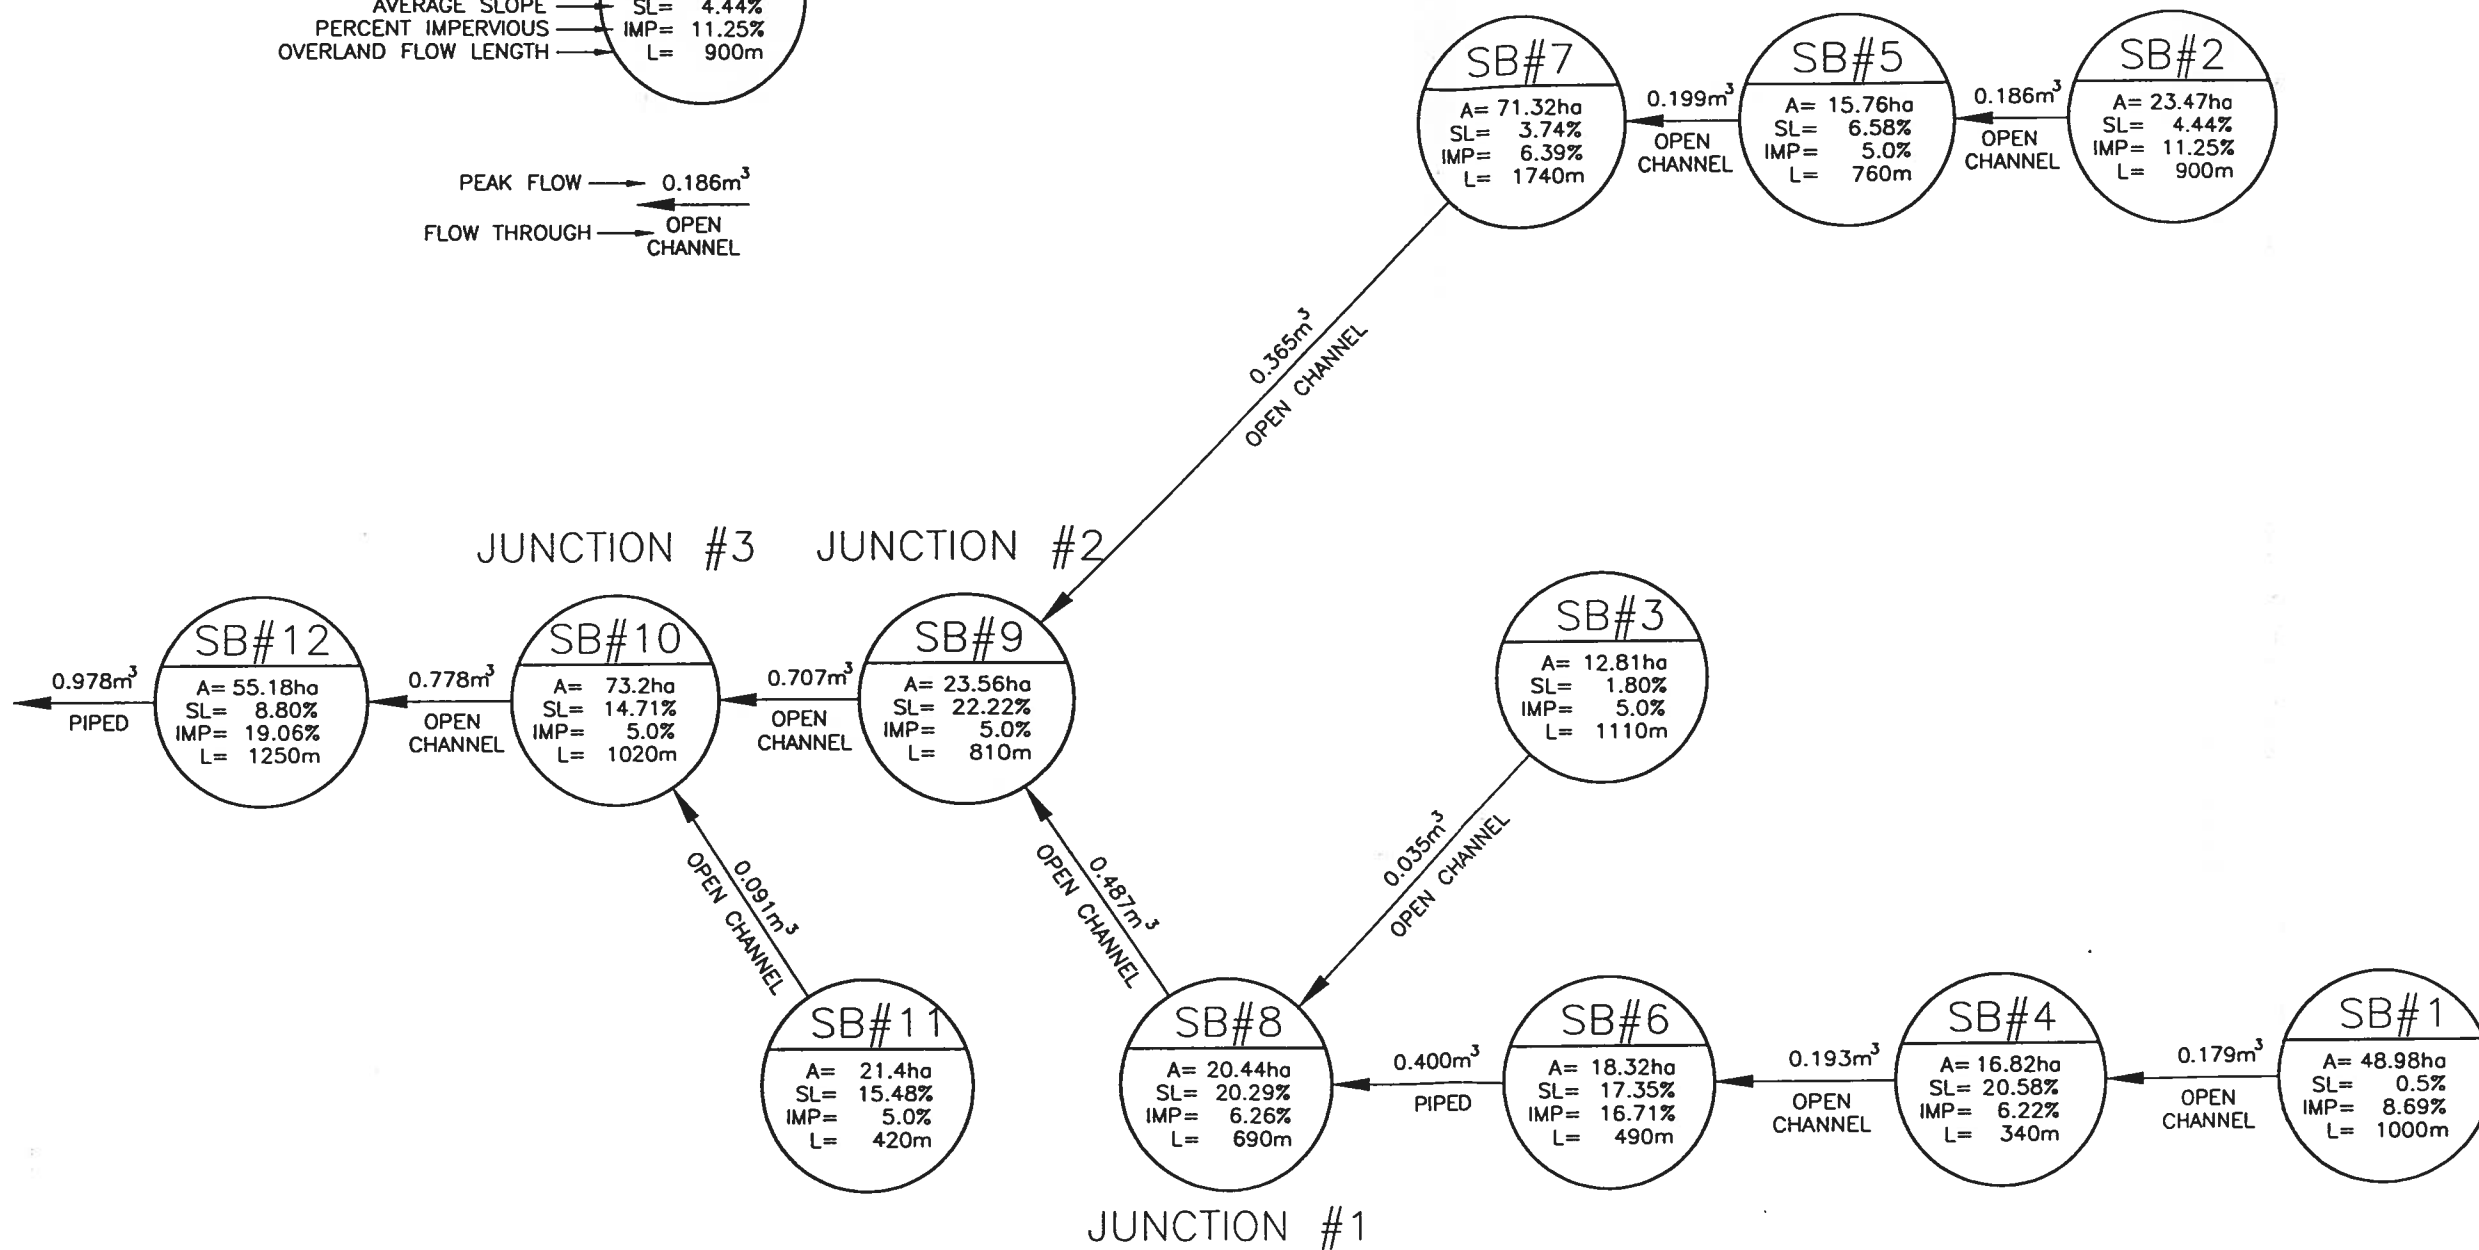 AVERAGE SLOPE SL= 4.44%
PERCENT IMPERVIOUS IMP= 11.25%
OVERLAND FLOW LENGTH L= 900m
PEAK FLOW 0.186m³
FLOW THROUGH OPEN
CHANNEL
SB#7
A= 71.32ha
SL= 3.74%
IMP= 6.39%
L= 1740m
0.199m³
OPEN
CHANNEL
SB#5
A= 15.76ha
SL= 6.58%
IMP= 5.0%
L= 760m
0.186m³
OPEN
CHANNEL
SB#2
A= 23.47ha
SL= 4.44%
IMP= 11.25%
L= 900m
0.365m³
OPEN CHANNEL
JUNCTION #3
JUNCTION #2
0.978m³
PIPED
SB#12
A= 55.18ha
SL= 8.80%
IMP= 19.06%
L= 1250m
0.778m³
OPEN
CHANNEL
SB#10
A= 73.2ha
SL= 14.71%
IMP= 5.0%
L= 1020m
0.707m³
OPEN
CHANNEL
SB#9
A= 23.56ha
SL= 22.22%
IMP= 5.0%
L= 810m
SB#3
A= 12.81ha
SL= 1.80%
IMP= 5.0%
L= 1110m
0.091m³
OPEN CHANNEL
0.487m³
OPEN CHANNEL
0.035m³
OPEN CHANNEL
SB#11
A= 21.4ha
SL= 15.48%
IMP= 5.0%
L= 420m
SB#8
A= 20.44ha
SL= 20.29%
IMP= 6.26%
L= 690m
0.400m³
PIPED
SB#6
A= 18.32ha
SL= 17.35%
IMP= 16.71%
L= 490m
0.193m³
OPEN
CHANNEL
SB#4
A= 16.82ha
SL= 20.58%
IMP= 6.22%
L= 340m
0.179m³
OPEN
CHANNEL
SB#1
A= 48.98ha
SL= 0.5%
IMP= 8.69%
L= 1000m
JUNCTION #1